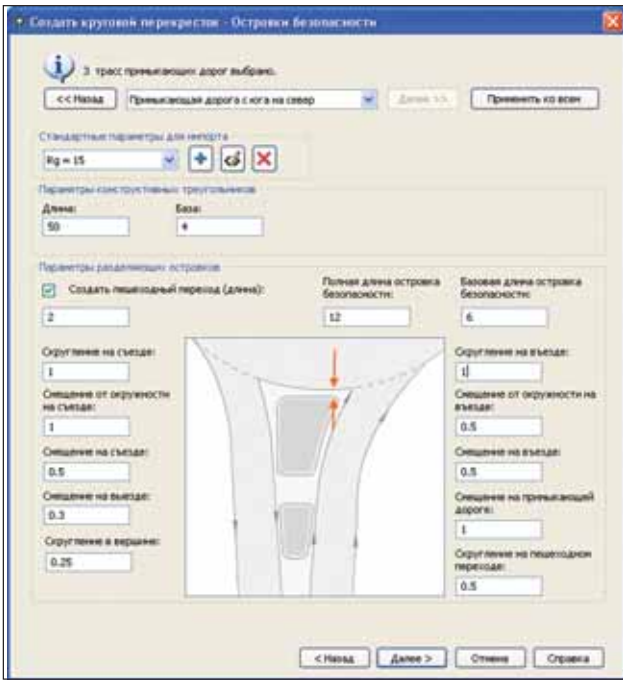 Создать круговой перекресток - Островки безопасности
3 трасс примыкающих дорог выбрано.
<< Назад
Примыкающая дорога с юга на север
Далее >>
Применить ко всем
Стандартные параметры для импорта
Rg = 15
Параметры конструктивных треугольников
Длина:
База:
50
4
Параметры разделяющих островков
Создать пешеходный переход (длина):
Полная длина островка
безопасности:
Базовая длина островка
безопасности:
2
12
6
Скругление на съезде:
1
Смещение от окружности
на съезде:
1
Смещение на съезде:
0.5
Смещение на выезде:
0.3
Скругление в вершине:
0.25
Скругление на въезде:
1
Смещение от окружности на
въезде:
0.5
Смещение на въезде:
0.5
Смещение на примыкающей
дороге:
1
Скругление на пешеходном
переходе:
0.5
< Назад
Далее >
Отмена
Справка